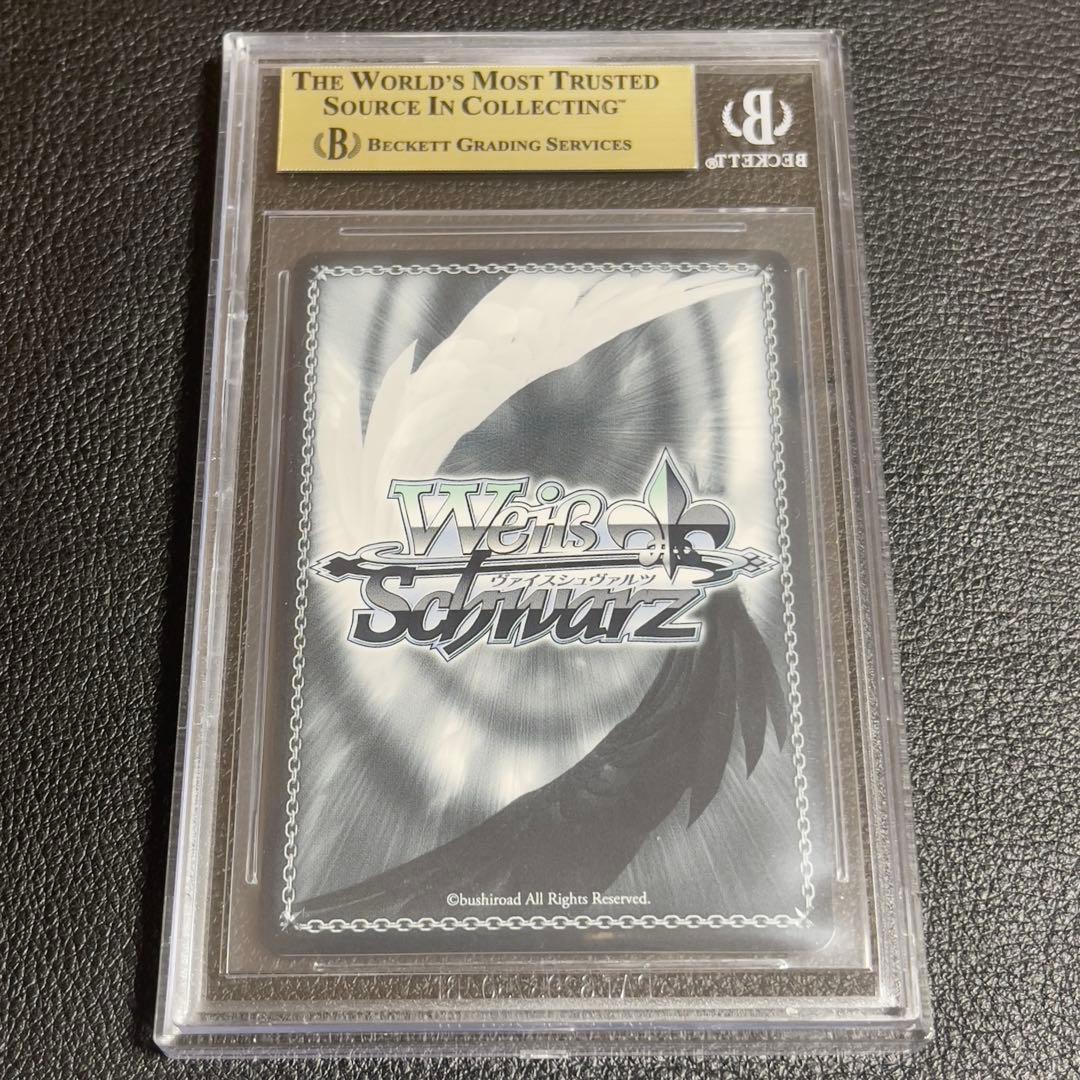 THE WORLD'S MOST TRUSTED
SOURCE IN COLLECTING™
B BECKETT GRADING SERVICES
B
BECKETT®
Weiß
ヴァイスシュヴァルツ
Schwarz
©bushiroad All Rights Reserved.